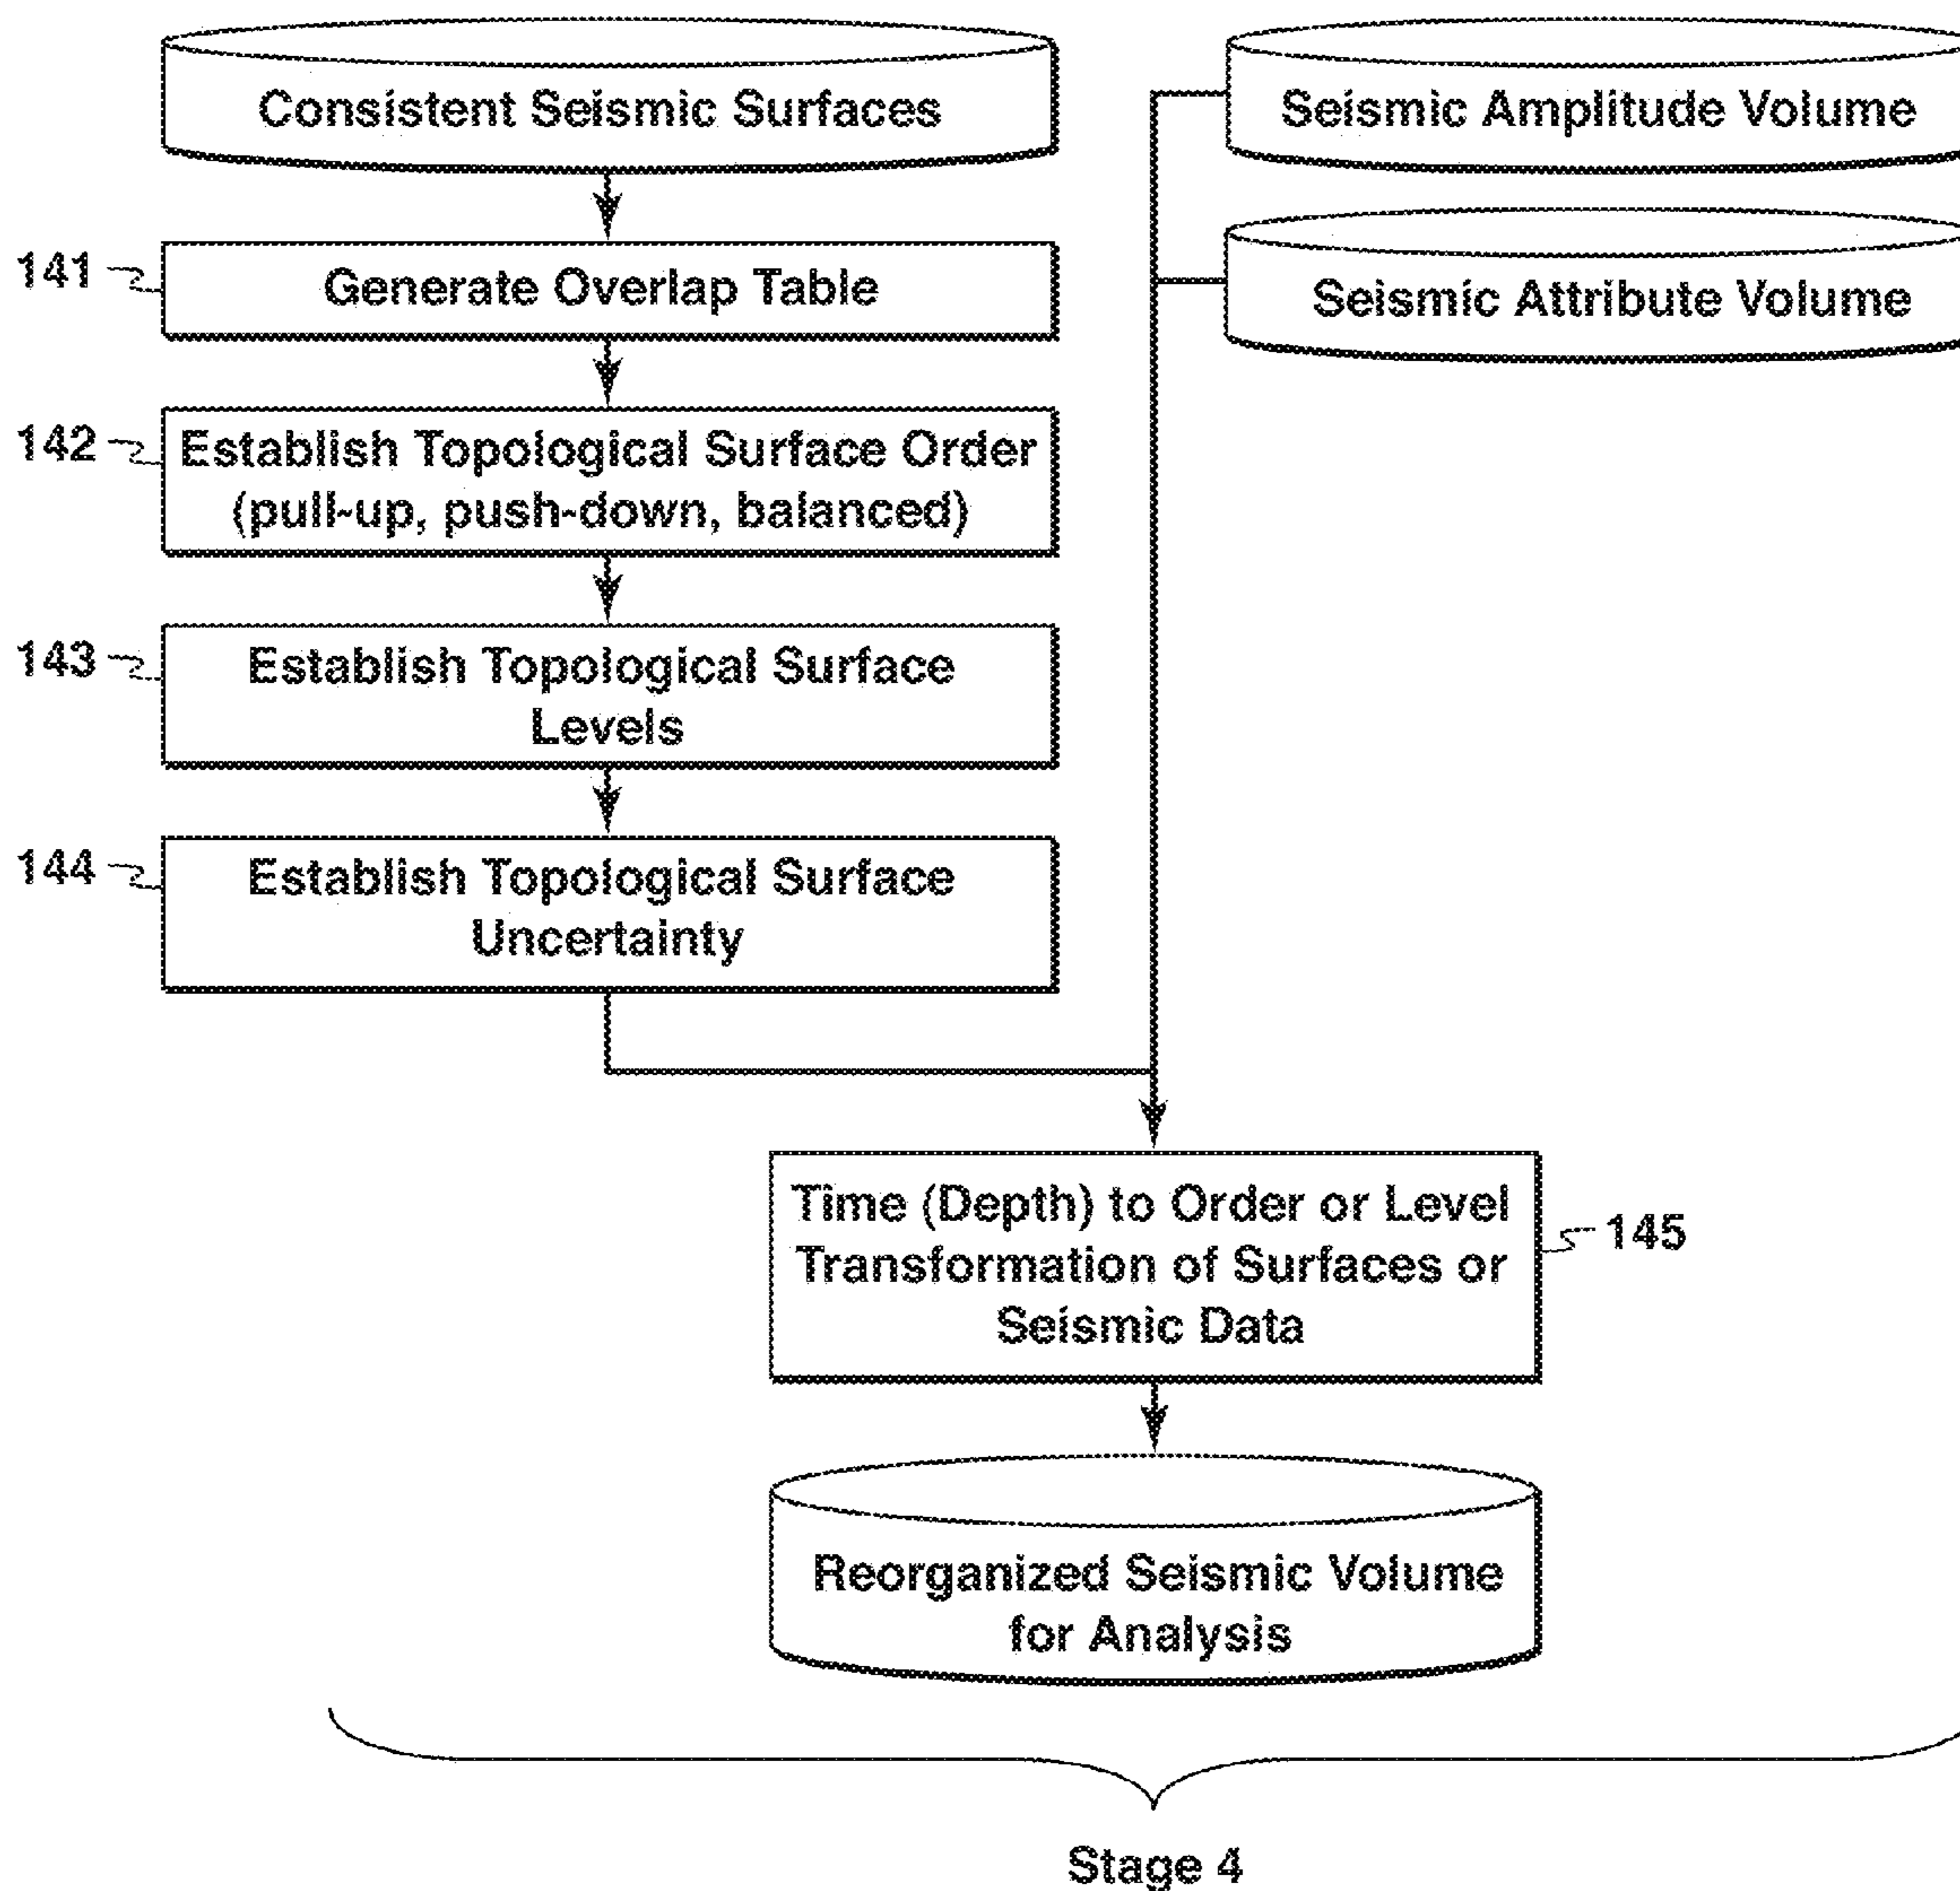 Consistent Seismic Surfaces
Seismic Amplitude Volume
Seismic Attribute Volume
141
Generate Overlap Table
142
Establish Topological Surface Order
(pull-up, push-down, balanced)
143
Establish Topological Surface
Levels
144
Establish Topological Surface
Uncertainty
Time (Depth) to Order or Level
Transformation of Surfaces or
Seismic Data
145
Reorganized Seismic Volume
for Analysis
Stage 4